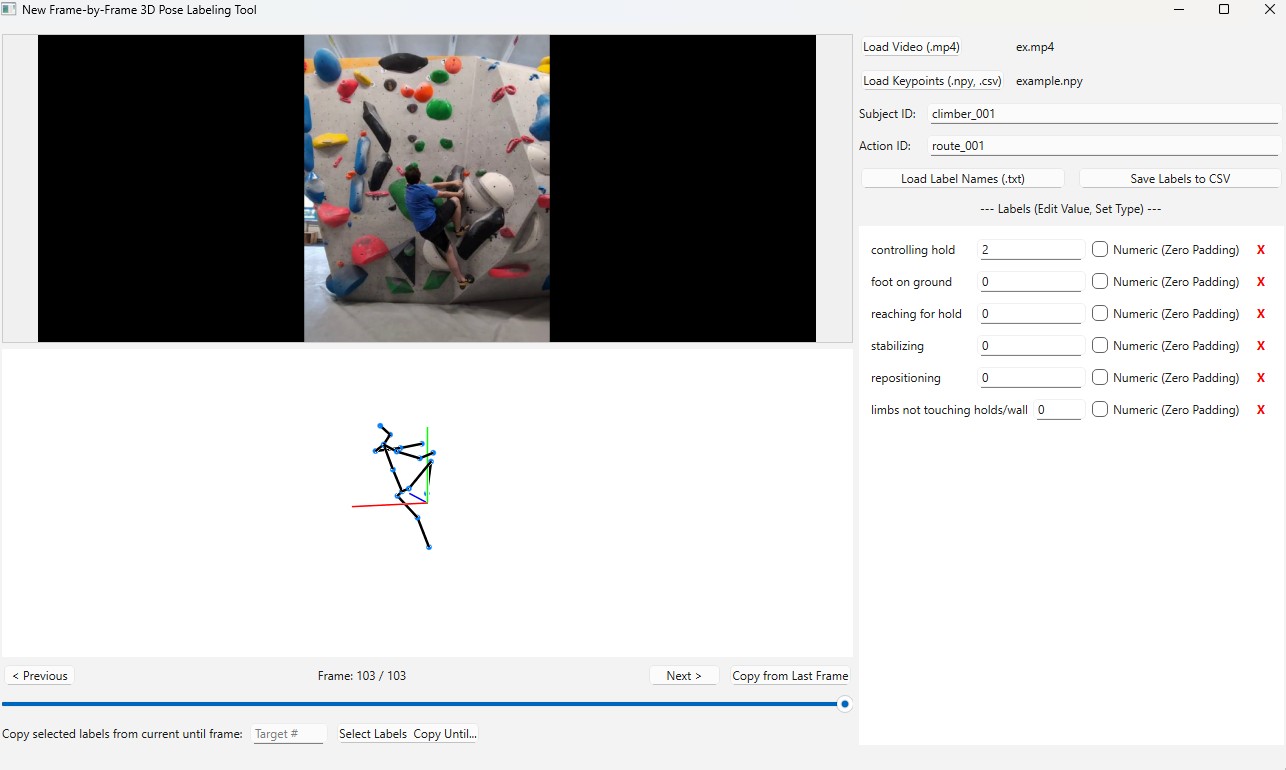 New Frame-by-Frame 3D Pose Labeling Tool
Load Video (.mp4) ex.mp4
Load Keypoints (.npy, .csv) example.npy
Subject ID: climber_001
Action ID: route_001
Load Label Names (.txt) Save Labels to CSV
--- Labels (Edit Value, Set Type) ---
controlling hold 2 Numeric (Zero Padding) X
foot on ground 0 Numeric (Zero Padding) X
reaching for hold 0 Numeric (Zero Padding) X
stabilizing 0 Numeric (Zero Padding) X
repositioning 0 Numeric (Zero Padding) X
limbs not touching holds/wall 0 Numeric (Zero Padding) X
< Previous Frame: 103 / 103 Next > Copy from Last Frame
Copy selected labels from current until frame: Target # Select Labels Copy Until...